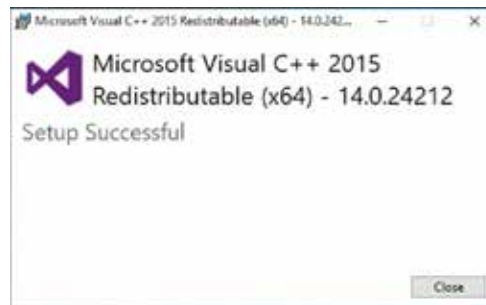 Microsoft Visual C++ 2015 Redistributable (x64) - 14.0.242...
Microsoft Visual C++ 2015
Redistributable (x64) - 14.0.24212
Setup Successful
Close